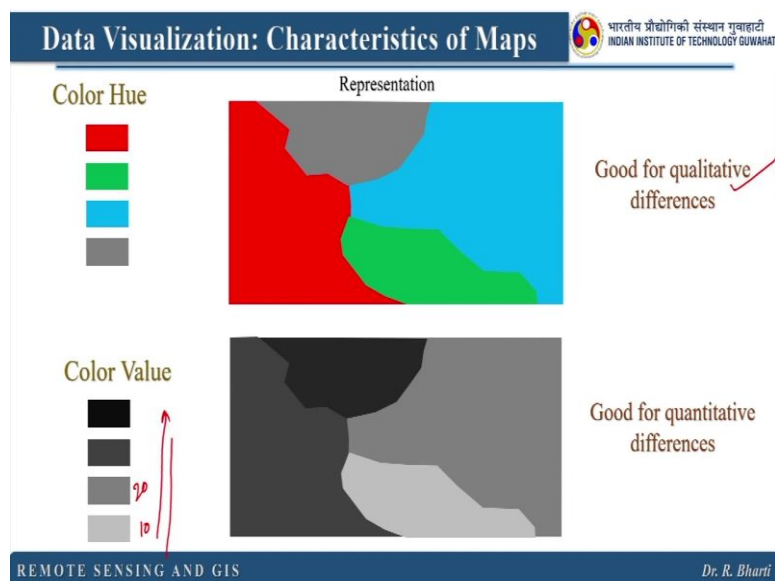 Data Visualization: Characteristics of Maps
भारतीय प्रौद्योगिकी संस्थान गुवाहाटी
INDIAN INSTITUTE OF TECHNOLOGY GUWAHAT
Color Hue
Representation
Good for qualitative
differences
Color Value
20
10
Good for quantitative
differences
REMOTE SENSING AND GIS
Dr. R. Bharti